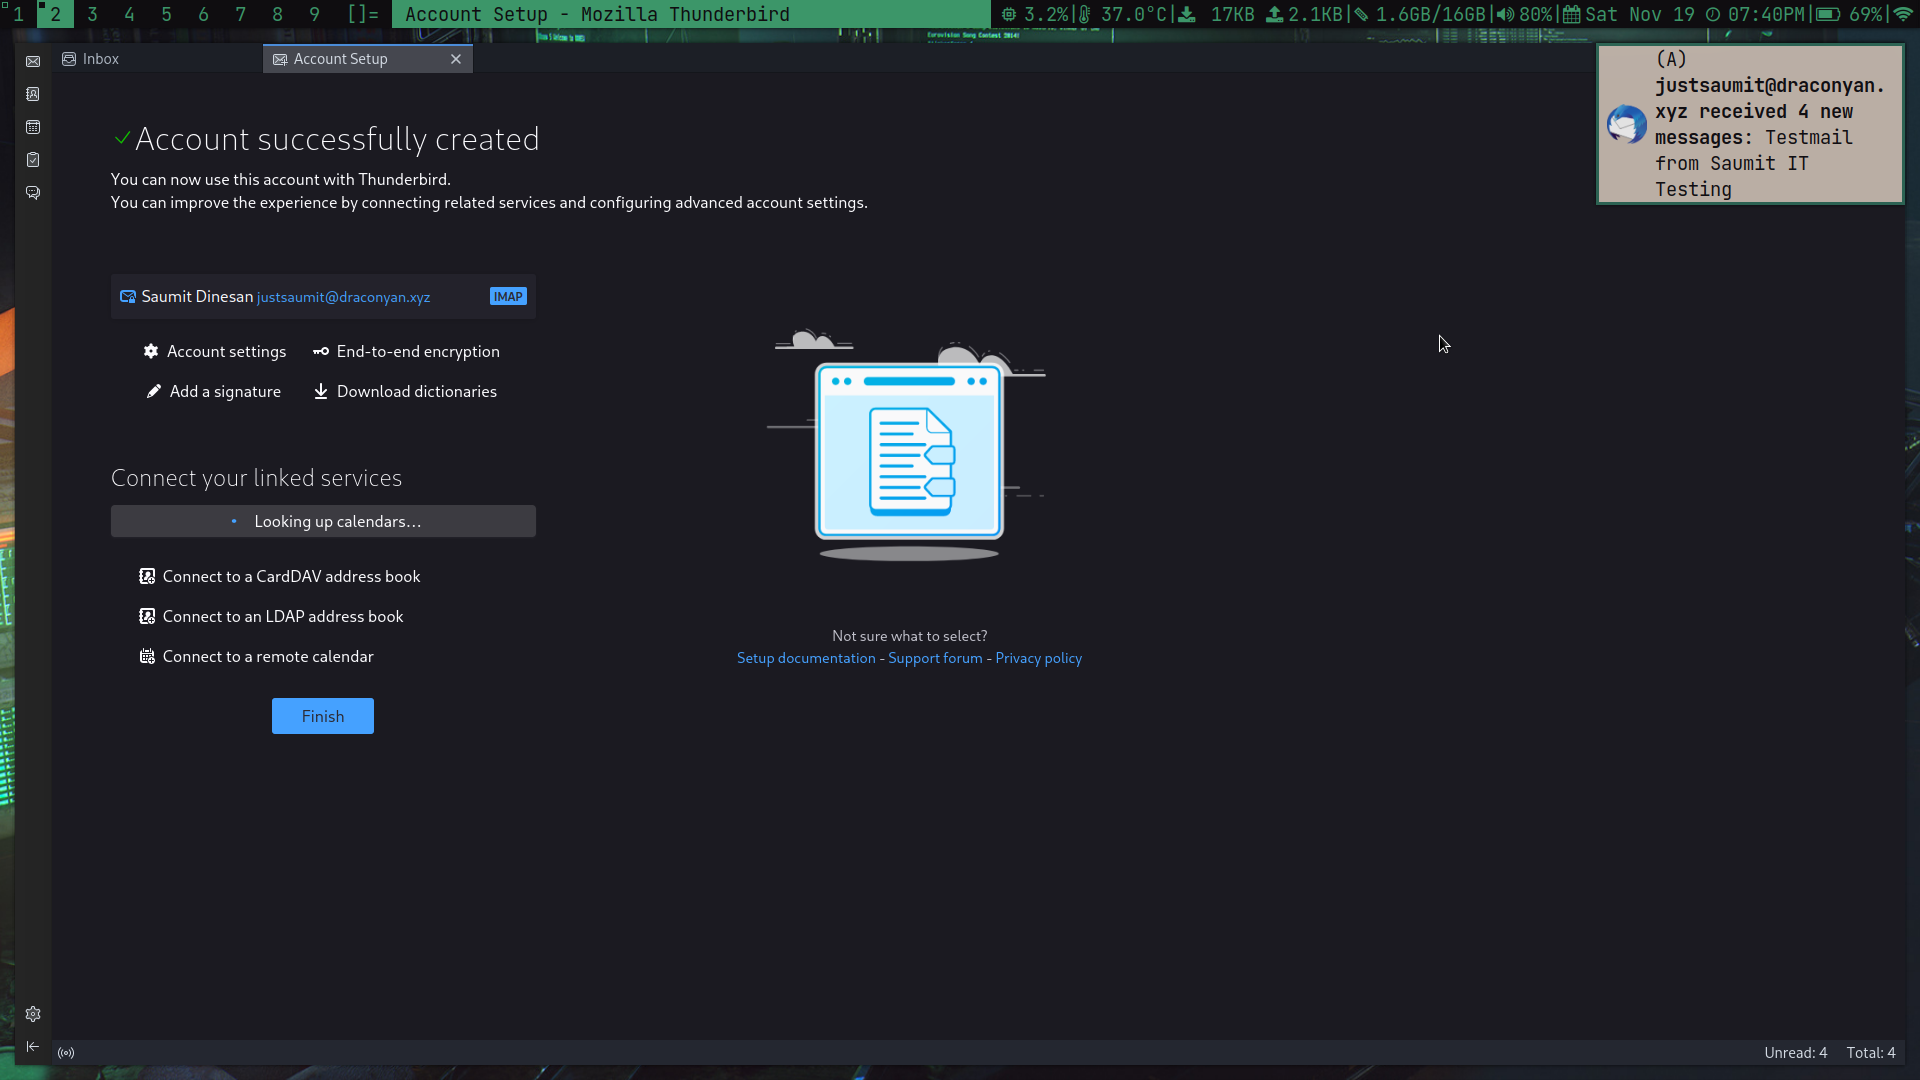 1 2 3 4 5 6 7 8 9 []= Account Setup - Mozilla Thunderbird 3.2%| 37.0°C| 17KB 2.1KB| 1.6GB/16GB| 80%| Sat Nov 19 07:40PM| 69%|
Inbox Account Setup
(A)
justsaumit@draconyan.
xyz received 4 new
messages: Testmail
from Saumit IT
Testing
Account successfully created
You can now use this account with Thunderbird.
You can improve the experience by connecting related services and configuring advanced account settings.
Saumit Dinesan justsaumit@draconyan.xyz IMAP
Account settings End-to-end encryption
Add a signature Download dictionaries
Connect your linked services
Looking up calendars...
Connect to a CardDAV address book
Connect to an LDAP address book
Connect to a remote calendar
Finish
Not sure what to select?
Setup documentation - Support forum - Privacy policy
Unread: 4 Total: 4